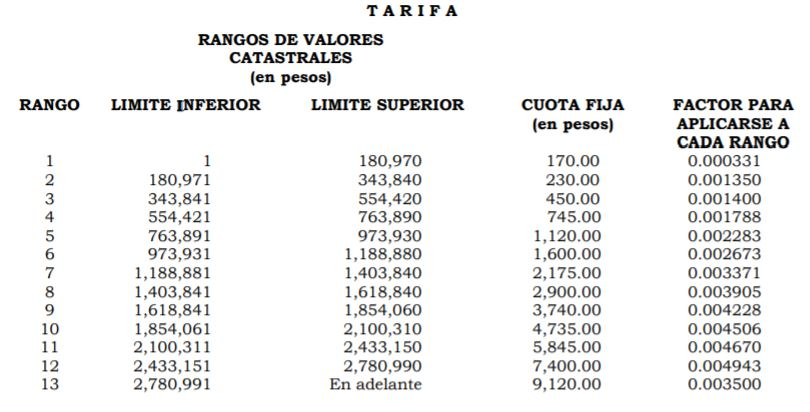 T A R I F A
RANGOS DE VALORES
CATASTRALES
(en pesos)
RANGO LIMITE INFERIOR LIMITE SUPERIOR CUOTA FIJA FACTOR PARA
(en pesos) APLICARSE A
CADA RANGO
1 1 180,970 170.00 0.000331
2 180,971 343,840 230.00 0.001350
3 343,841 554,420 450.00 0.001400
4 554,421 763,890 745.00 0.001788
5 763,891 973,930 1,120.00 0.002283
6 973,931 1,188,880 1,600.00 0.002673
7 1,188,881 1,403,840 2,175.00 0.003371
8 1,403,841 1,618,840 2,900.00 0.003905
9 1,618,841 1,854,060 3,740.00 0.004228
10 1,854,061 2,100,310 4,735.00 0.004506
11 2,100,311 2,433,150 5,845.00 0.004670
12 2,433,151 2,780,990 7,400.00 0.004943
13 2,780,991 En adelante 9,120.00 0.003500